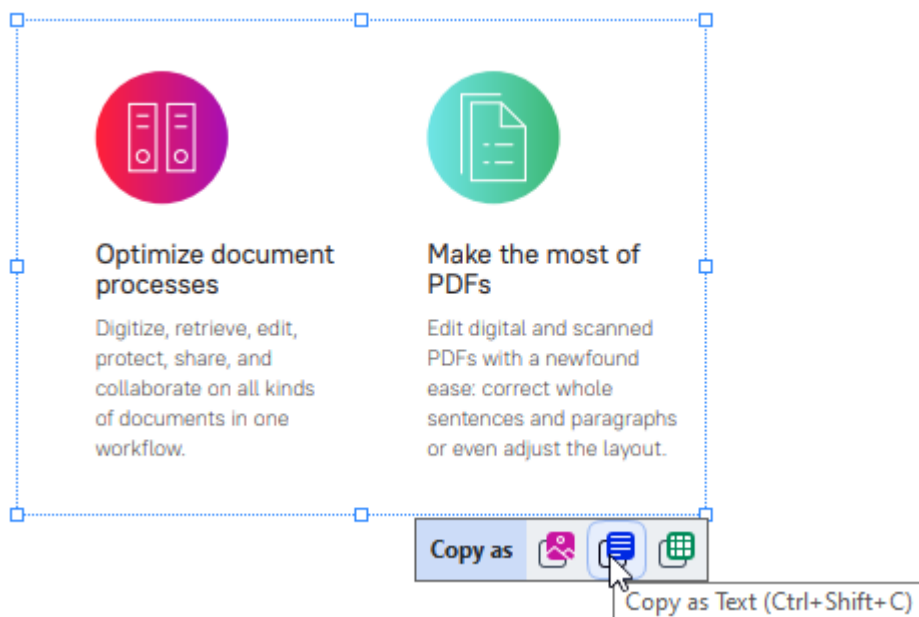 Optimize document
processes
Digitize, retrieve, edit,
protect, share, and
collaborate on all kinds
of documents in one
workflow.
Make the most of
PDFs
Edit digital and scanned
PDFs with a newfound
ease: correct whole
sentences and paragraphs
or even adjust the layout.
Copy as
Copy as Text (Ctrl+Shift+C)